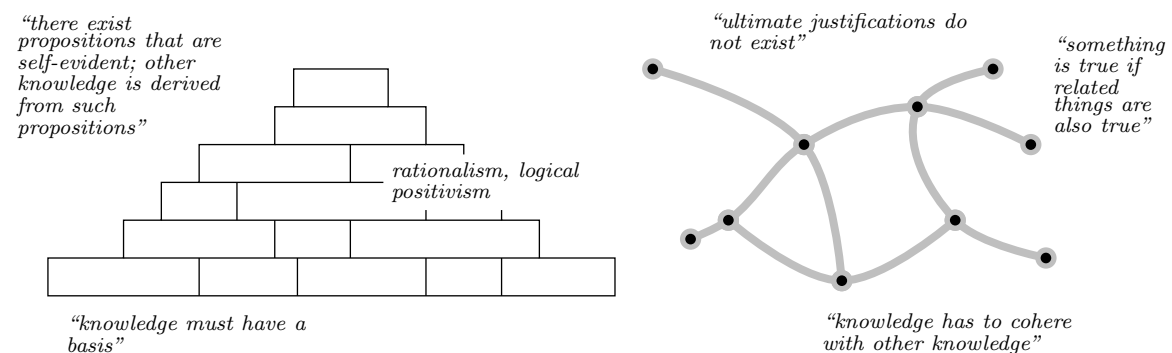 “there exist
propositions that are
self-evident; other
knowledge is derived
from such
propositions”
rationalism, logical
positivism
“knowledge must have a
basis”
“ultimate justifications do
not exist”
“something
is true if
related
things are
also true”
“knowledge has to cohere
with other knowledge”